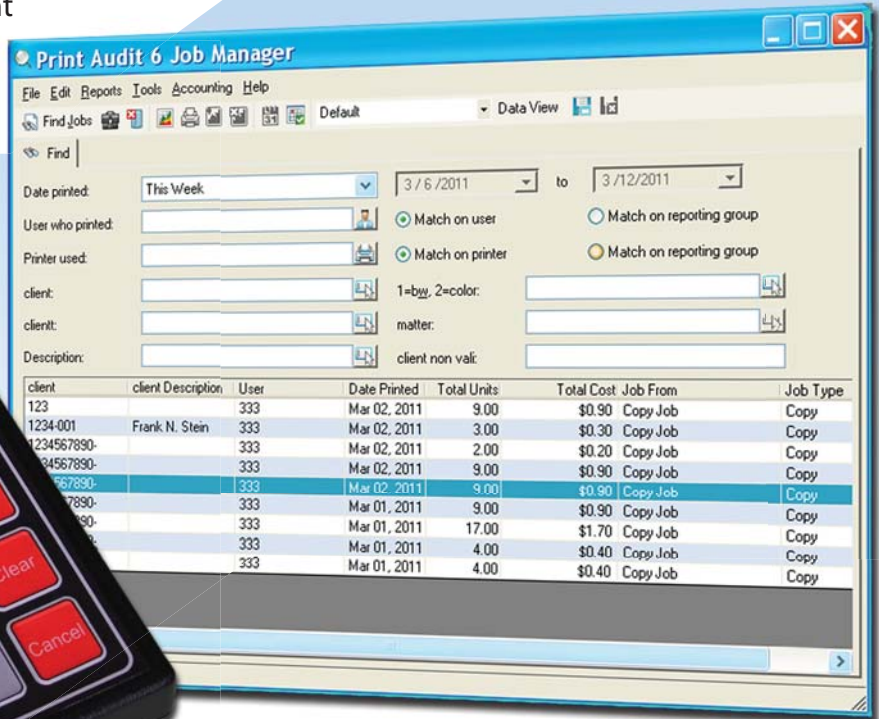 t
Print Audit 6 Job Manager
File Edit Reports Tools Accounting Help
Find Jobs 31 Default Data View
Find
Date printed: This Week 3 / 6 /2011 to 3 /12/2011
User who printed: Match on user Match on reporting group
Printer used: Match on printer Match on reporting group
client: 1=bw, 2=color:
clientt: matter:
Description: client non vali:
client client Description User Date Printed Total Units Total Cost Job From Job Type
123 333 Mar 02, 2011 9.00 $0.90 Copy Job Copy
1234-001 Frank N. Stein 333 Mar 02, 2011 3.00 $0.30 Copy Job Copy
1234567890- 333 Mar 02, 2011 2.00 $0.20 Copy Job Copy
34567890- 333 Mar 02, 2011 9.00 $0.90 Copy Job Copy
567890- 333 Mar 02, 2011 9.00 $0.90 Copy Job Copy
7890- 333 Mar 01, 2011 9.00 $0.90 Copy Job Copy
90- 333 Mar 01, 2011 17.00 $1.70 Copy Job Copy
333 Mar 01, 2011 4.00 $0.40 Copy Job Copy
333 Mar 01, 2011 4.00 $0.40 Copy Job Copy
Clear
Cancel